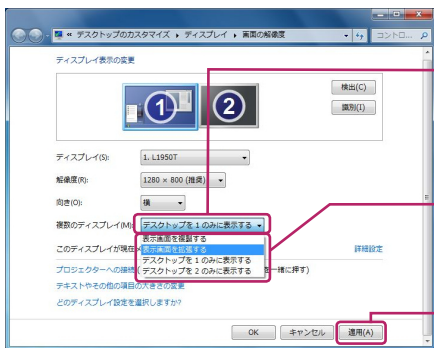 « デスクトップのカスタマイズ ▸ ディスプレイ ▸ 画面の解像度
コントロ...
ディスプレイ表示の変更
1
2
検出(C)
識別(I)
ディスプレイ(S):
1. L1950T
解像度(R):
1280 × 800 (推奨)
向き(O):
横
複数のディスプレイ(M):
デスクトップを 1 のみに表示する
表示画面を複製する
表示画面を拡張する
デスクトップを 1 のみに表示する
デスクトップを 2 のみに表示する
このディスプレイが現在
詳細設定
プロジェクターへの接続
を一緒に押す)
テキストやその他の項目の大きさの変更
どのディスプレイ設定を選択しますか?
OK
キャンセル
適用(A)